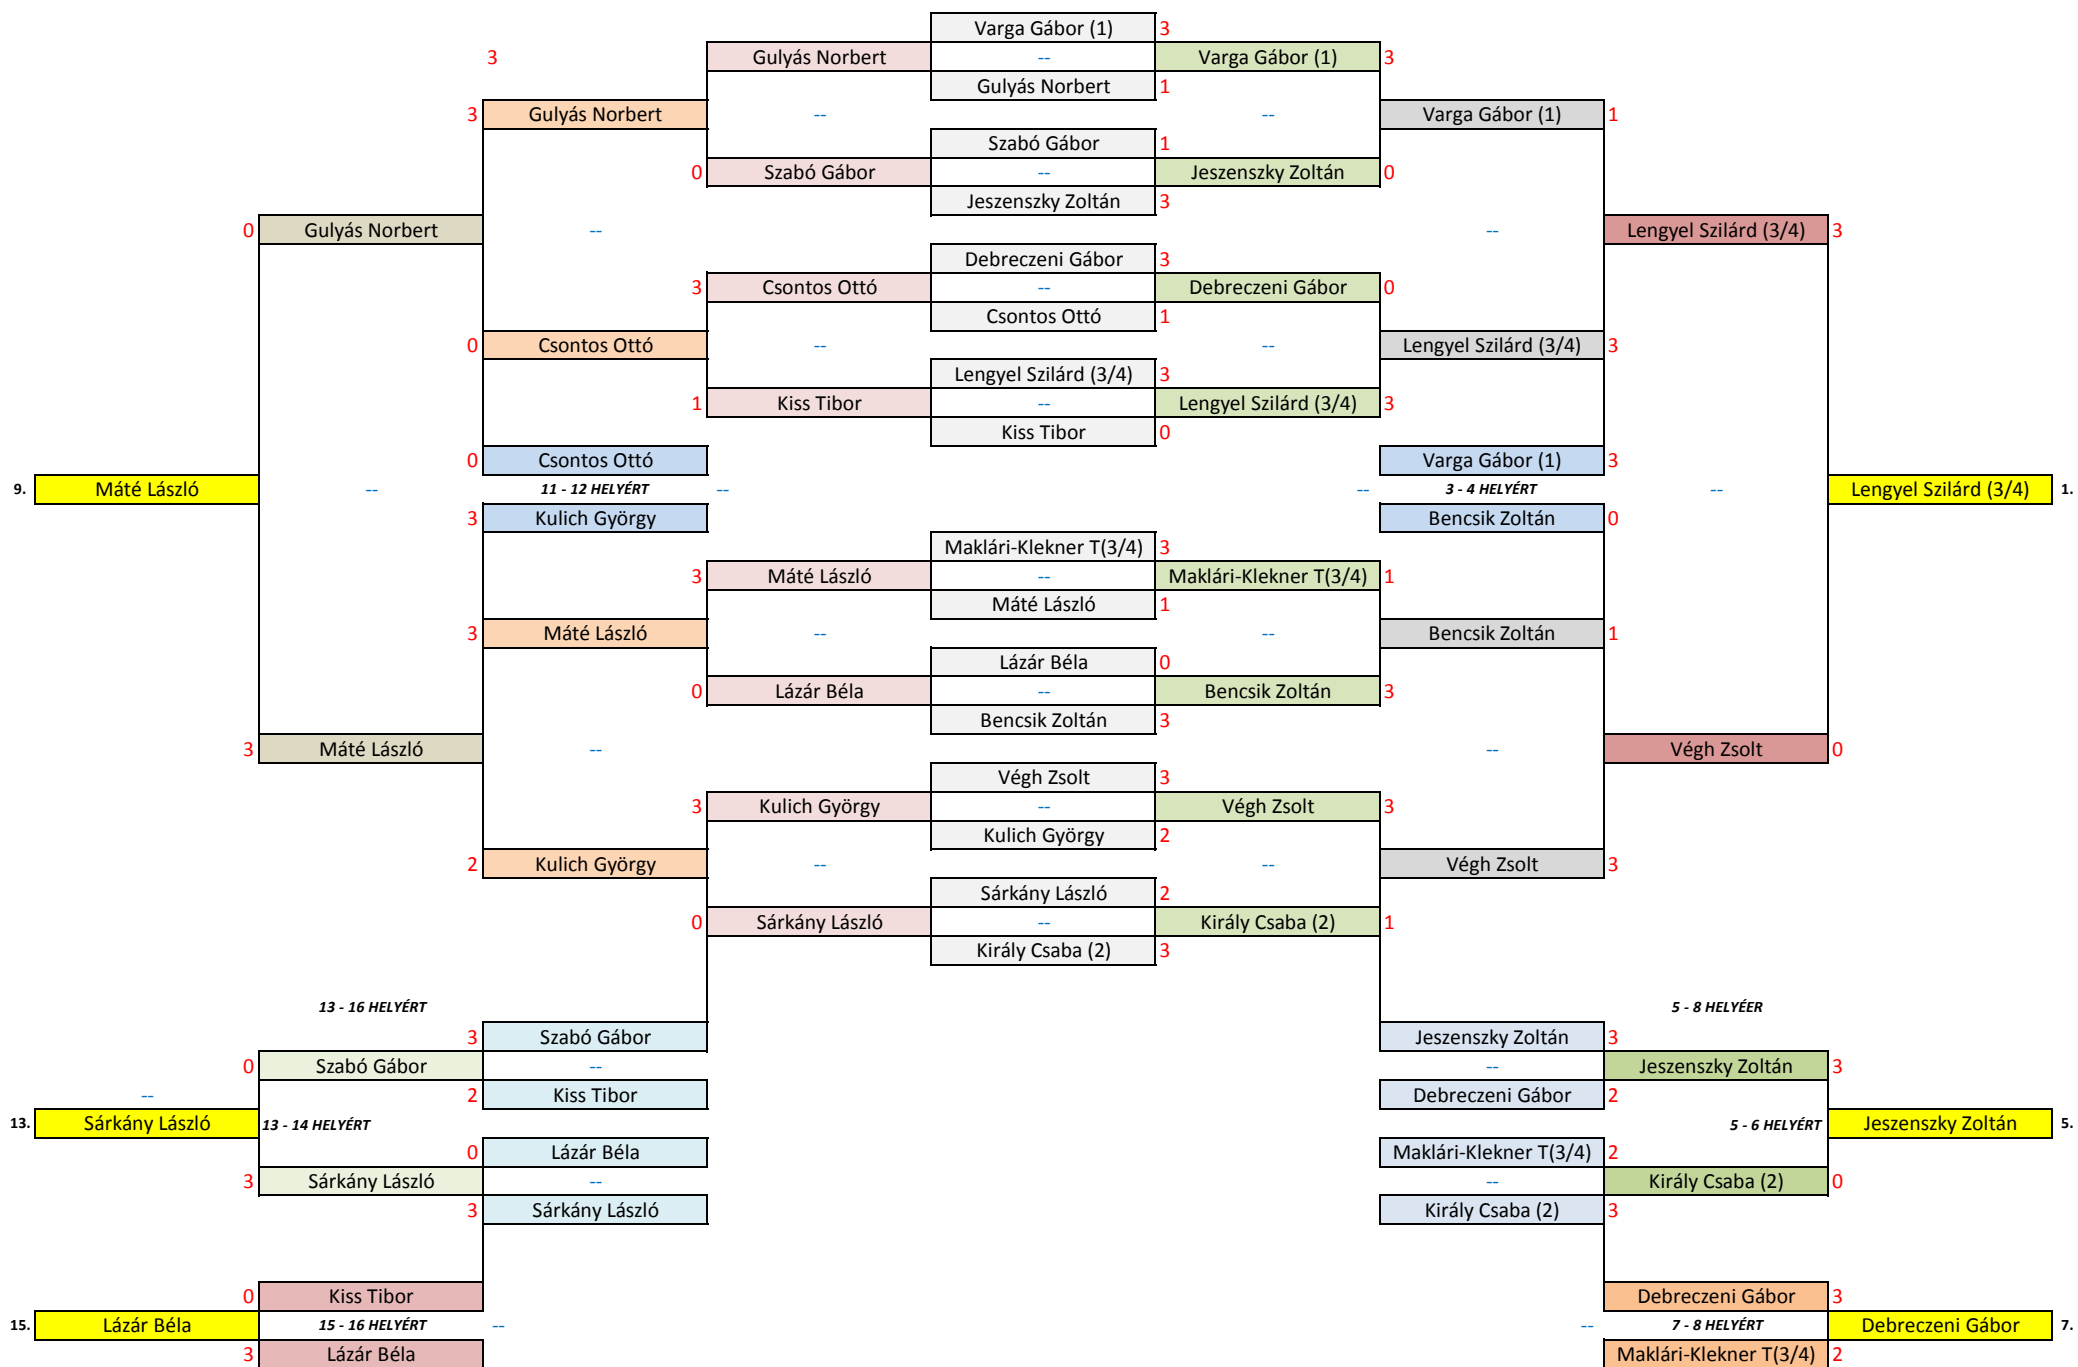 Varga Gábor (1) 3
3 Gulyás Norbert -- Varga Gábor (1) 3
Gulyás Norbert 1
3 Gulyás Norbert -- -- Varga Gábor (1) 1
Szabó Gábor 1
0 Szabó Gábor -- Jeszenszky Zoltán 0
Jeszenszky Zoltán 3
0 Gulyás Norbert -- -- Lengyel Szilárd (3/4) 3
Debreczeni Gábor 3
3 Csontos Ottó -- Debreczeni Gábor 0
Csontos Ottó 1
0 Csontos Ottó -- -- Lengyel Szilárd (3/4) 3
Lengyel Szilárd (3/4) 3
1 Kiss Tibor -- Lengyel Szilárd (3/4) 3
Kiss Tibor 0
0 Csontos Ottó Varga Gábor (1) 3
9. Máté László -- 11 - 12 HELYÉRT -- -- 3 - 4 HELYÉRT -- Lengyel Szilárd (3/4) 1.
3 Kulich György Bencsik Zoltán 0
Maklári-Klekner T(3/4) 3
3 Máté László -- Maklári-Klekner T(3/4) 1
Máté László 1
3 Máté László -- -- Bencsik Zoltán 1
Lázár Béla 0
0 Lázár Béla -- Bencsik Zoltán 3
Bencsik Zoltán 3
3 Máté László -- -- Végh Zsolt 0
Végh Zsolt 3
3 Kulich György -- Végh Zsolt 3
Kulich György 2
2 Kulich György -- -- Végh Zsolt 3
Sárkány László 2
0 Sárkány László -- Király Csaba (2) 1
Király Csaba (2) 3
13 - 16 HELYÉRT 5 - 8 HELYÉER
3 Szabó Gábor Jeszenszky Zoltán 3
0 Szabó Gábor -- -- Jeszenszky Zoltán 3
-- 2 Kiss Tibor Debreczeni Gábor 2
13. Sárkány László 13 - 14 HELYÉRT 5 - 6 HELYÉRT Jeszenszky Zoltán 5.
0 Lázár Béla Maklári-Klekner T(3/4) 2
3 Sárkány László -- -- Király Csaba (2) 0
3 Sárkány László Király Csaba (2) 3
0 Kiss Tibor Debreczeni Gábor 3
15. Lázár Béla 15 - 16 HELYÉRT -- -- 7 - 8 HELYÉRT Debreczeni Gábor 7.
3 Lázár Béla Maklári-Klekner T(3/4) 2